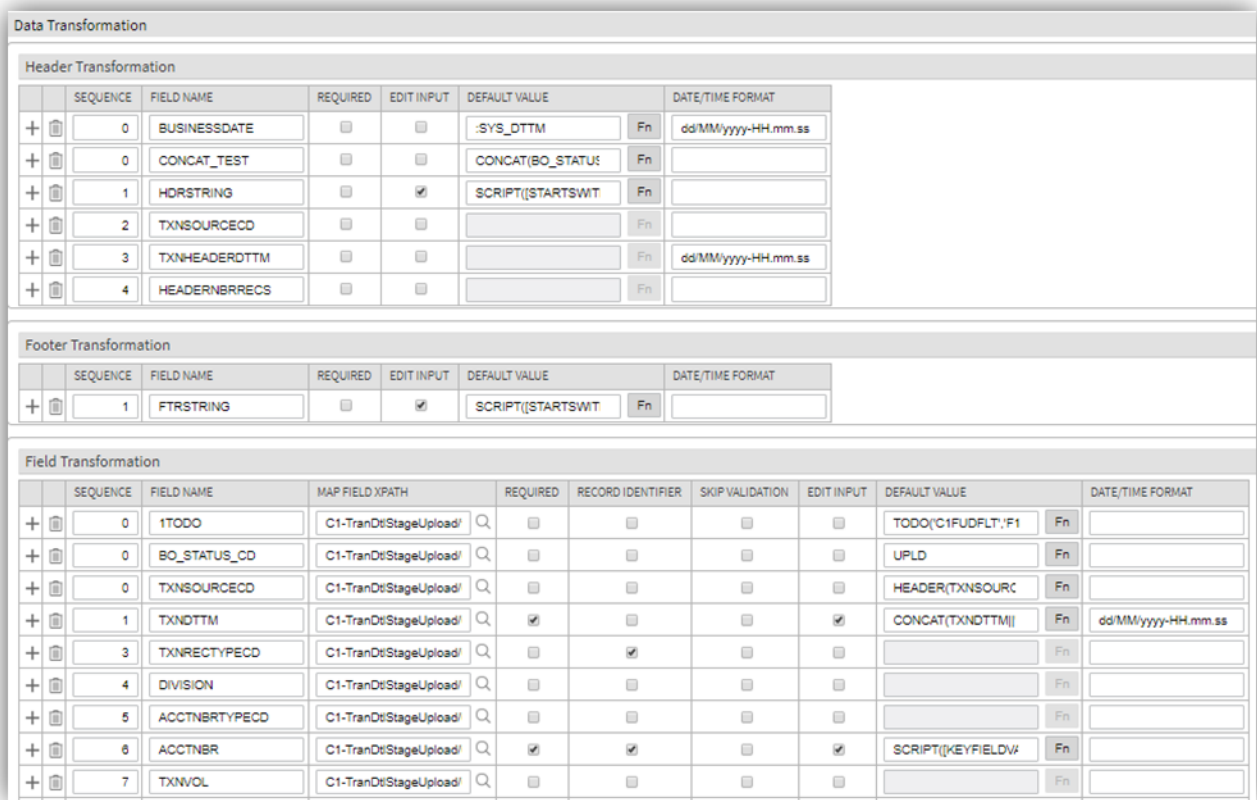 Data Transformation
Header Transformation
SEQUENCE FIELD NAME REQUIRED EDIT INPUT DEFAULT VALUE DATE/TIME FORMAT
0 BUSINESSDATE :SYS_DTTM Fn dd/MM/yyyy-HH.mm.ss
0 CONCAT_TEST CONCAT(BO_STATUS Fn
1 HDRSTRING SCRIPT([STARTSWIT Fn
2 TXNSOURCECD Fn
3 TXNHEADERDTTM Fn dd/MM/yyyy-HH.mm.ss
4 HEADERNBRRECS Fn
Footer Transformation
SEQUENCE FIELD NAME REQUIRED EDIT INPUT DEFAULT VALUE DATE/TIME FORMAT
1 FTRSTRING SCRIPT([STARTSWIT Fn
Field Transformation
SEQUENCE FIELD NAME MAP FIELD XPATH REQUIRED RECORD IDENTIFIER SKIP VALIDATION EDIT INPUT DEFAULT VALUE DATE/TIME FORMAT
0 1TODO C1-TranDtlStageUpload/ TODO('C1FUDFLT','F1 Fn
0 BO_STATUS_CD C1-TranDtlStageUpload/ UPLD Fn
0 TXNSOURCECD C1-TranDtlStageUpload/ HEADER(TXNSOURC Fn
1 TXNDTTM C1-TranDtlStageUpload/ CONCAT(TXNDTTM|| Fn dd/MM/yyyy-HH.mm.ss
3 TXNRECTYPECD C1-TranDtlStageUpload/ Fn
4 DIVISION C1-TranDtlStageUpload/ Fn
5 ACCTNBRTYPECD C1-TranDtlStageUpload/ Fn
6 ACCTNBR C1-TranDtlStageUpload/ SCRIPT([KEYFIELDVA Fn
7 TXNVOL C1-TranDtlStageUpload/ Fn